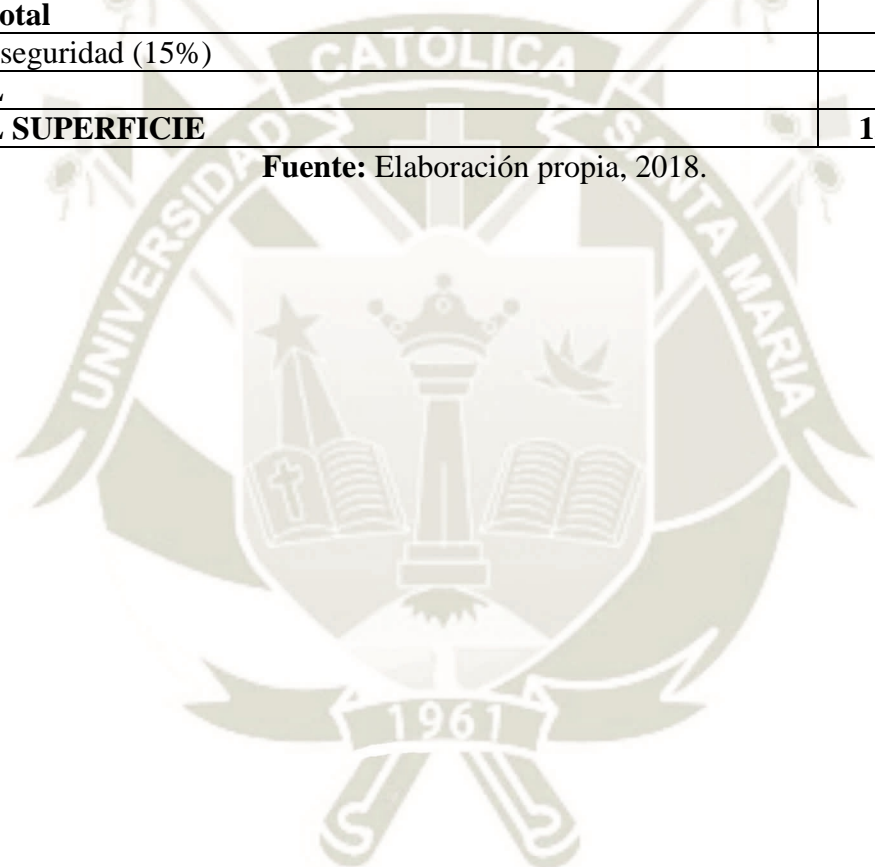 otal
seguridad (15%)
L
L SUPERFICIE 1
Fuente: Elaboración propia, 2018.
UNIVERSIDAD CATOLICA SANTA MARIA
1961